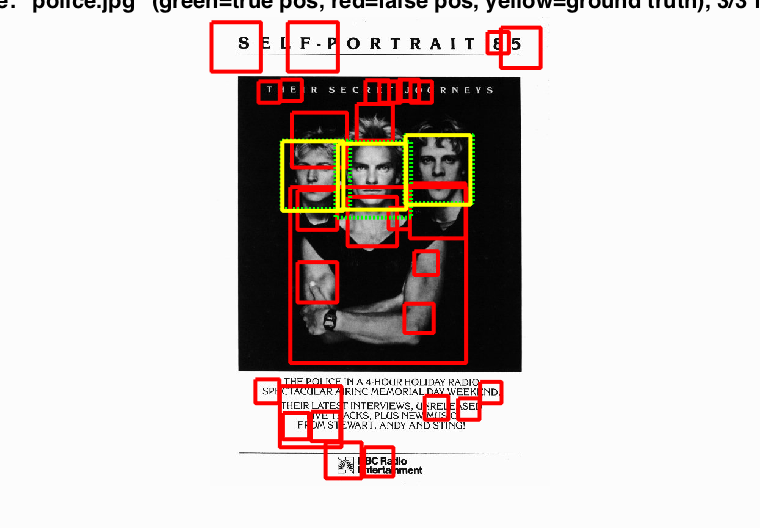 e: "police.jpg" (green=true pos, red=false pos, yellow=ground truth), 3/3
SELF-PORTRAIT 85
THEIR SECRET JOURNEYS
THE POLICE IN A 4-HOUR HOLIDAY RADIO
SPECTACULAR AIRING MEMORIAL DAY WEEKEND.
THEIR LATEST INTERVIEWS, UNRELEASED
LIVE TRACKS, PLUS NEW MUSIC
FROM STEWART, ANDY AND STING!
NBC Radio
Entertainment